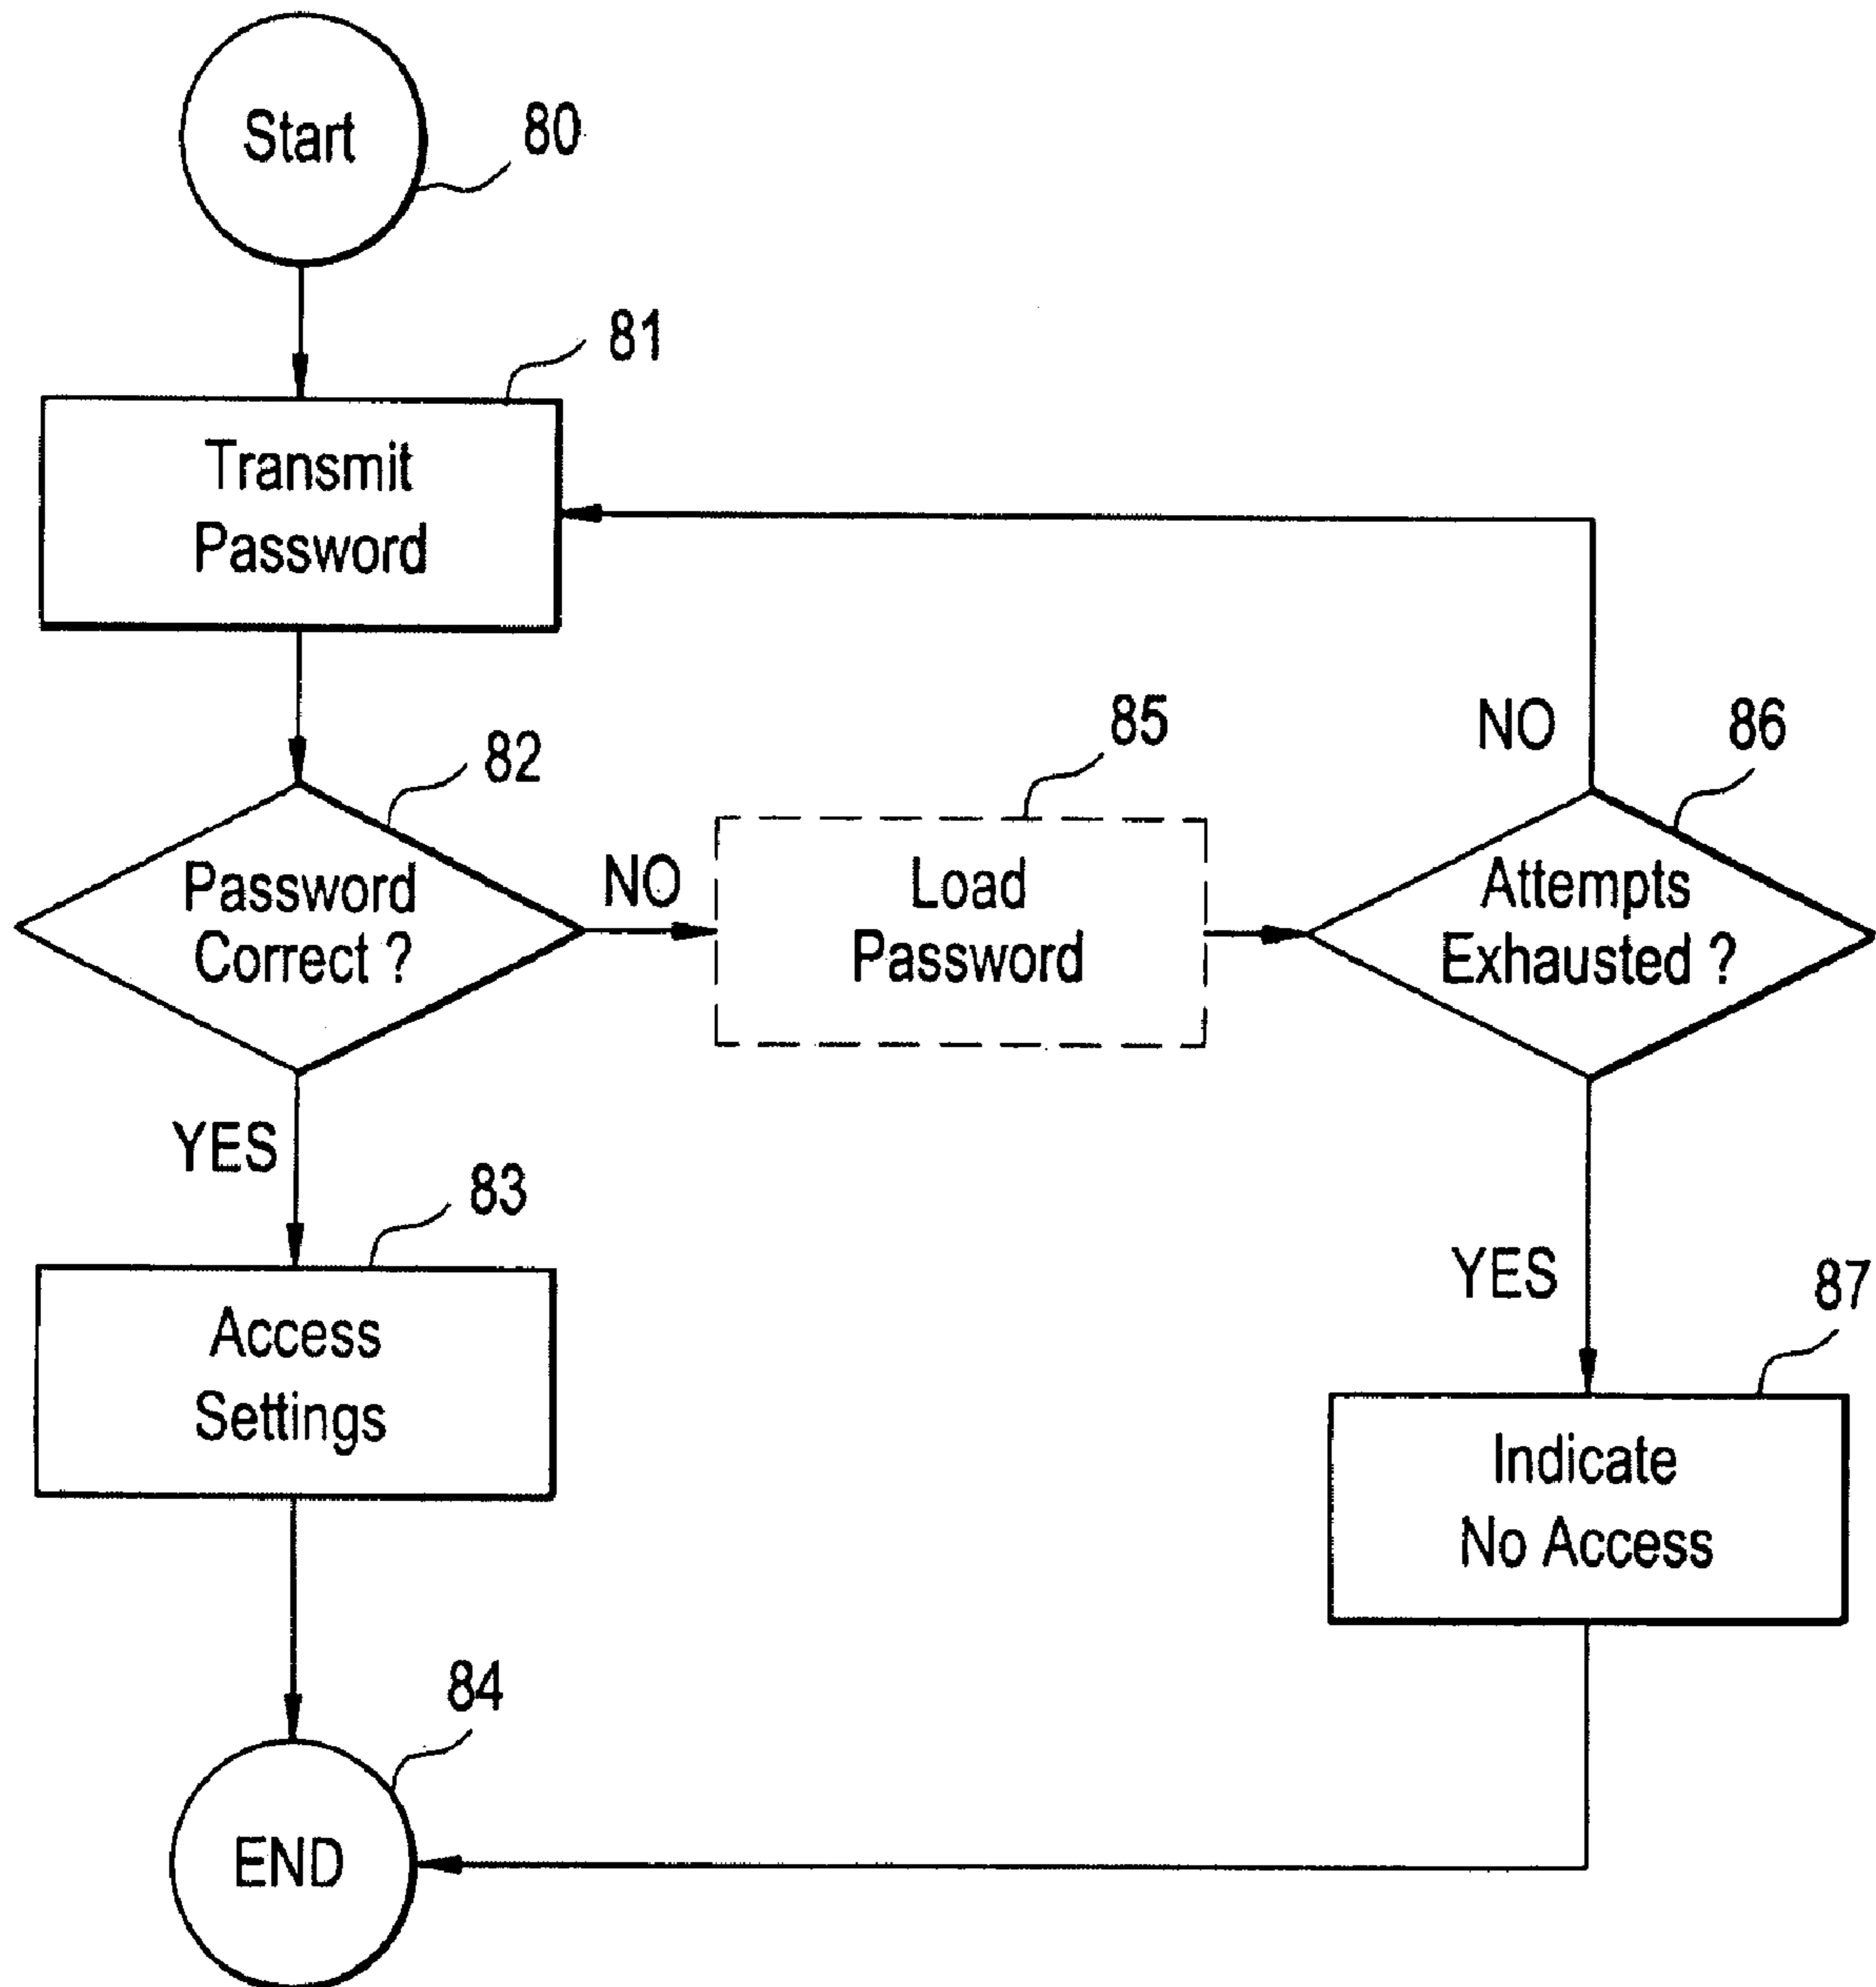 Start
80
81
Transmit
Password
82
Password
Correct ?
NO
85
Load
Password
NO
86
Attempts
Exhausted ?
YES
83
Access
Settings
YES
87
Indicate
No Access
84
END